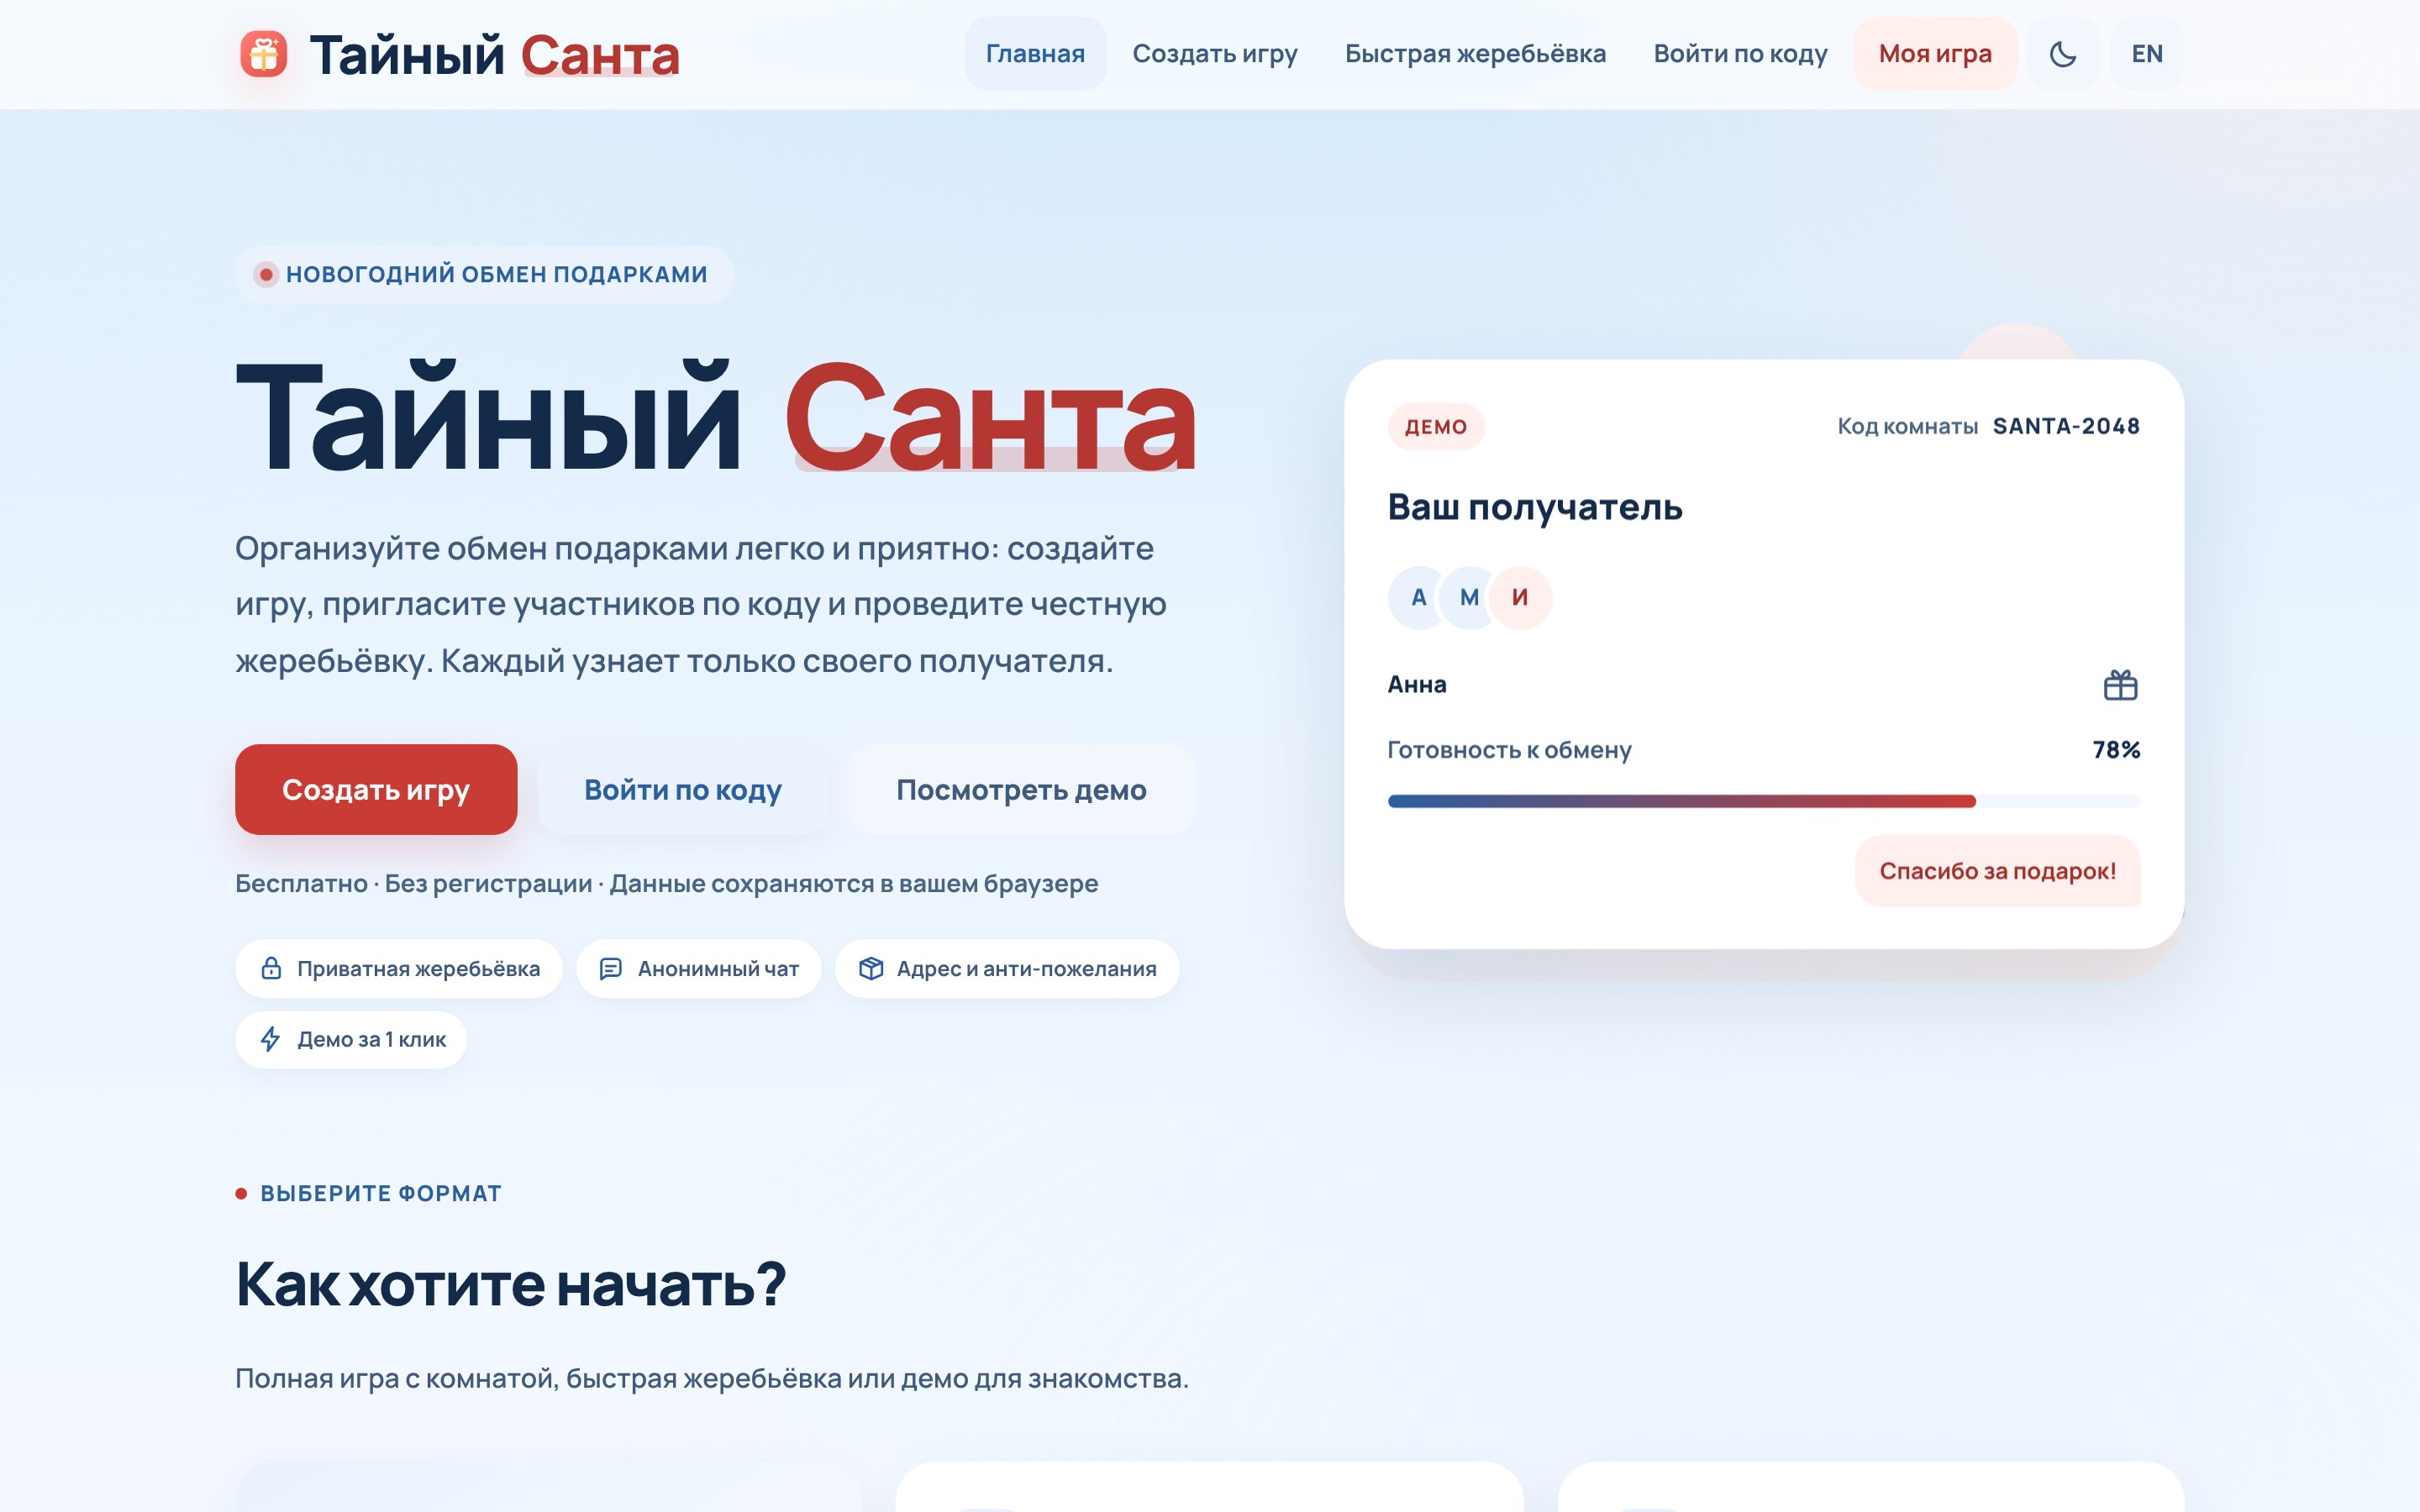 Тайный Санта
Главная
Создать игру
Быстрая жеребьёвка
Войти по коду
Моя игра
EN
НОВОГОДНИЙ ОБМЕН ПОДАРКАМИ
Тайный Санта
Организуйте обмен подарками легко и приятно: создайте
игру, пригласите участников по коду и проведите честную
жеребьёвку. Каждый узнает только своего получателя.
Создать игру
Войти по коду
Посмотреть демо
Бесплатно · Без регистрации · Данные сохраняются в вашем браузере
Приватная жеребьёвка
Анонимный чат
Адрес и анти-пожелания
Демо за 1 клик
ДЕМО
Код комнаты SANTA-2048
Ваш получатель
А
М
И
Анна
Готовность к обмену
78%
Спасибо за подарок!
ВЫБЕРИТЕ ФОРМАТ
Как хотите начать?
Полная игра с комнатой, быстрая жеребьёвка или демо для знакомства.